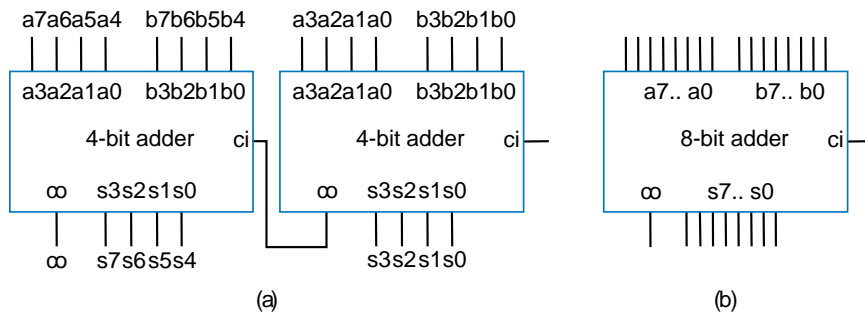 a7a6a5a4 b7b6b5b4 a3a2a1a0 b3b2b1b0
a3a2a1a0 b3b2b1b0 a3a2a1a0 b3b2b1b0 a7.. a0 b7.. b0
4-bit adder ci 4-bit adder ci 8-bit adder ci
co s3s2s1s0 co s3s2s1s0 co s7.. s0
co s7s6s5s4 s3s2s1s0
(a) (b)